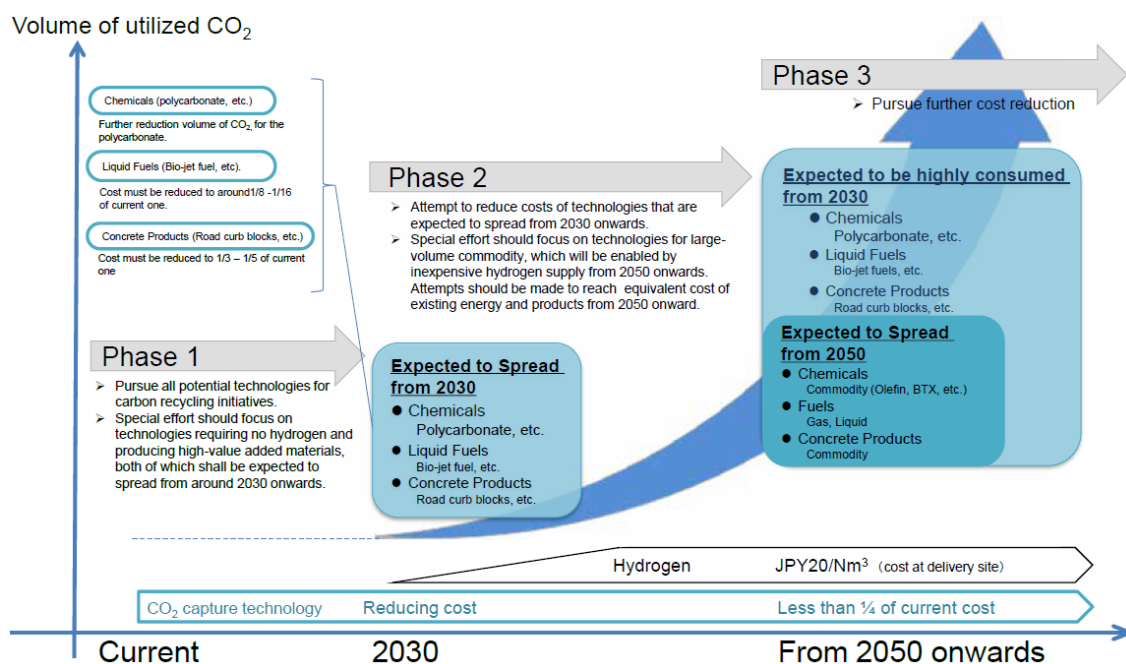 Volume of utilized CO₂
Chemicals (polycarbonate, etc.)
Further reduction volume of CO₂, for the
polycarbonate.
Liquid Fuels (Bio-jet fuel, etc).
Cost must be reduced to around1/8 -1/16
of current one.
Concrete Products (Road curb blocks, etc.)
Cost must be reduced to 1/3 – 1/5 of current
one
Phase 1
➢ Pursue all potential technologies for
carbon recycling initiatives.
➢ Special effort should focus on
technologies requiring no hydrogen and
producing high-value added materials,
both of which shall be expected to
spread from around 2030 onwards.
Phase 2
➢ Attempt to reduce costs of technologies that are
expected to spread from 2030 onwards.
➢ Special effort should focus on technologies for large-
volume commodity, which will be enabled by
inexpensive hydrogen supply from 2050 onwards.
Attempts should be made to reach equivalent cost of
existing energy and products from 2050 onward.
Expected to Spread
from 2030
● Chemicals
Polycarbonate, etc.
● Liquid Fuels
Bio-jet fuel, etc.
● Concrete Products
Road curb blocks, etc.
Phase 3
➢ Pursue further cost reduction
Expected to be highly consumed
from 2030
● Chemicals
Polycarbonate, etc.
● Liquid Fuels
Bio-jet fuels, etc.
● Concrete Products
Road curb blocks, etc.
Expected to Spread
from 2050
● Chemicals
Commodity (Olefin, BTX, etc.)
● Fuels
Gas, Liquid
● Concrete Products
Commodity
Hydrogen JPY20/Nm³ (cost at delivery site)
CO₂ capture technology Reducing cost Less than ¼ of current cost
Current 2030 From 2050 onwards